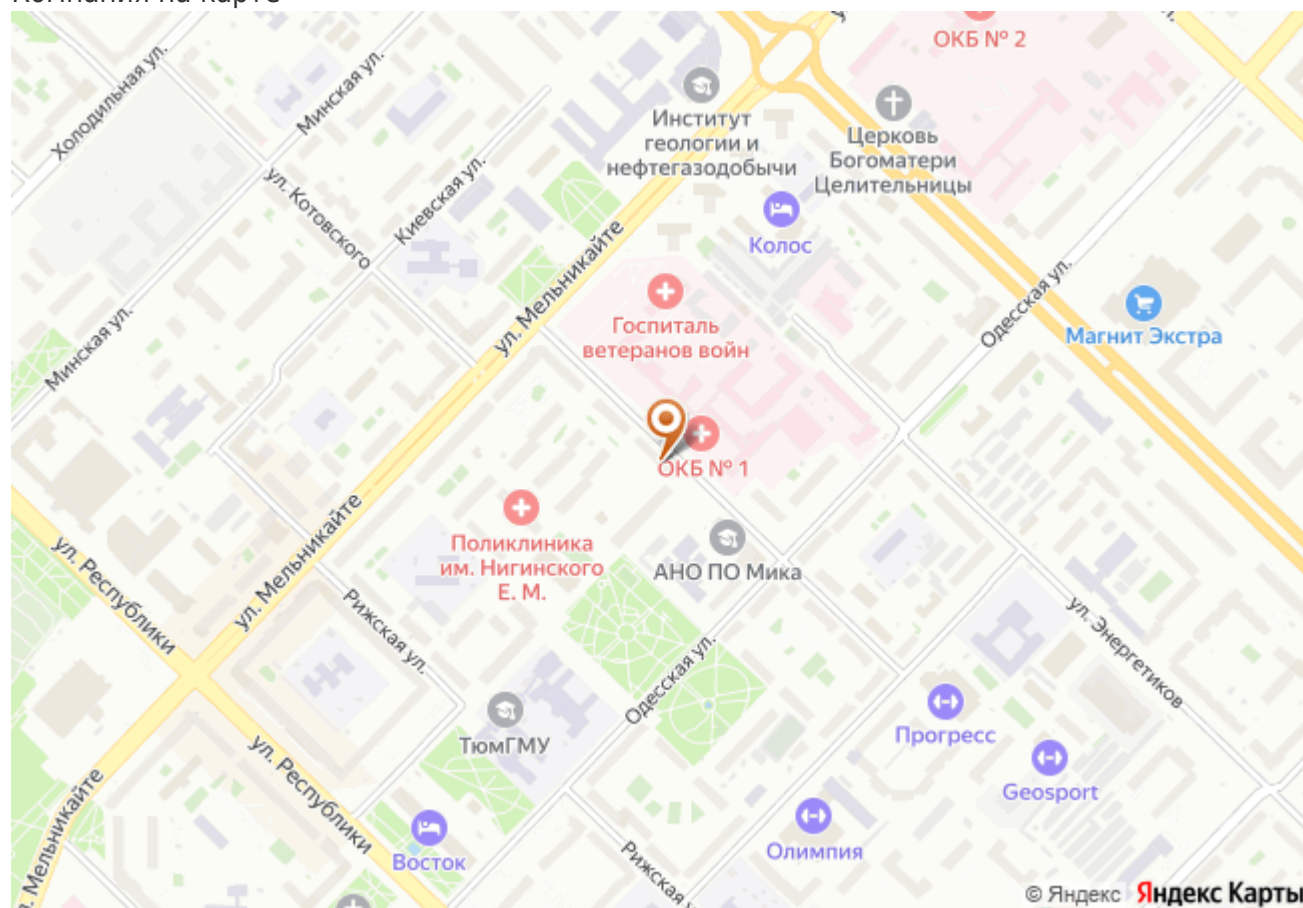 ОКБ № 2
Холодильная ул.
Минская ул.
Институт
геологии и
нефтегазодобычи
Церковь
Богоматери
Целительницы
ул. Котовского
Киевская ул.
Колос
ул. Мельникайте
Госпиталь
ветеранов войн
Одесская ул.
Магнит Экстра
Минская ул.
ОКБ № 1
Поликлиника
им. Нигинского
Е. М.
АНО ПО Мика
ул. Республики
ул. Мельникайте
Рижская ул.
ул. Энергетиков
Одесская ул.
ТюмГМУ
Прогресс
ул. Республики
Geosport
Мельникайте
Восток
Олимпия
Рижская
© Яндекс Яндекс Карты